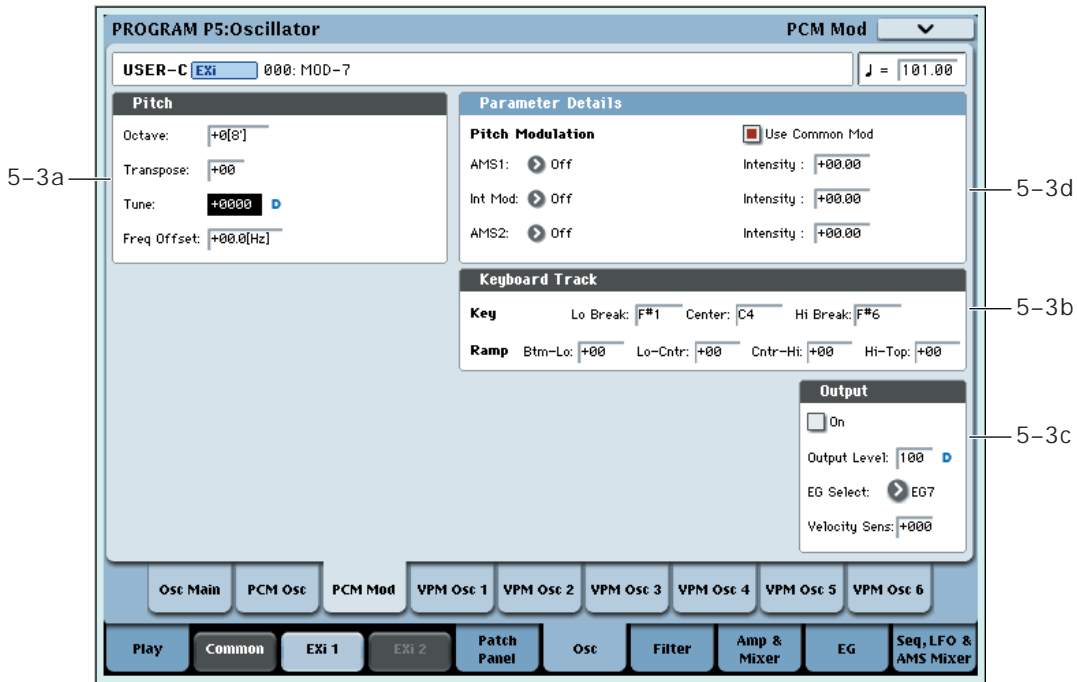 PROGRAM P5:Oscillator PCM Mod
USER-C EXi 000: MOD-7 ♩ = 101.00
Pitch
Octave: +0[8']
Transpose: +00
Tune: +0000 D
Freq Offset: +00.0[Hz]
5-3a
Parameter Details
Pitch Modulation Use Common Mod
AMS1: Off Intensity : +00.00
Int Mod: Off Intensity : +00.00
AMS2: Off Intensity : +00.00
5-3d
Keyboard Track
Key Lo Break: F#1 Center: C4 Hi Break: F#6
Ramp Btm-Lo: +00 Lo-Cntr: +00 Cntr-Hi: +00 Hi-Top: +00
5-3b
Output
On
Output Level: 100 D
EG Select: EG7
Velocity Sens: +000
5-3c
Osc Main PCM Osc PCM Mod VPM Osc 1 VPM Osc 2 VPM Osc 3 VPM Osc 4 VPM Osc 5 VPM Osc 6
Play Common EXi 1 EXi 2 Patch Panel Osc Filter Amp & Mixer EG Seq, LFO & AMS Mixer